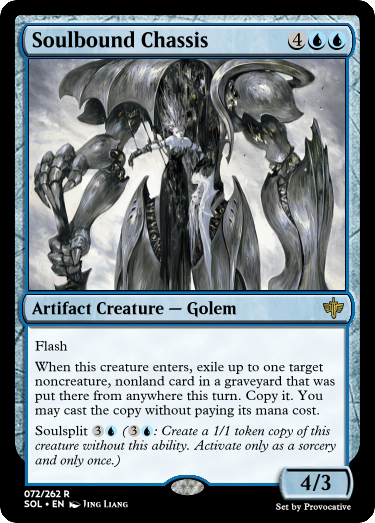 Soulbound Chassis 4
Artifact Creature — Golem
Flash
When this creature enters, exile up to one target
noncreature, nonland card in a graveyard that was
put there from anywhere this turn. Copy it. You
may cast the copy without paying its mana cost.
Soulsplit 3 (3 : Create a 1/1 token copy of this
creature without this ability. Activate only as a sorcery
and only once.)
4/3
072/262 R
SOL • EN Jing Liang
Set by Provocative